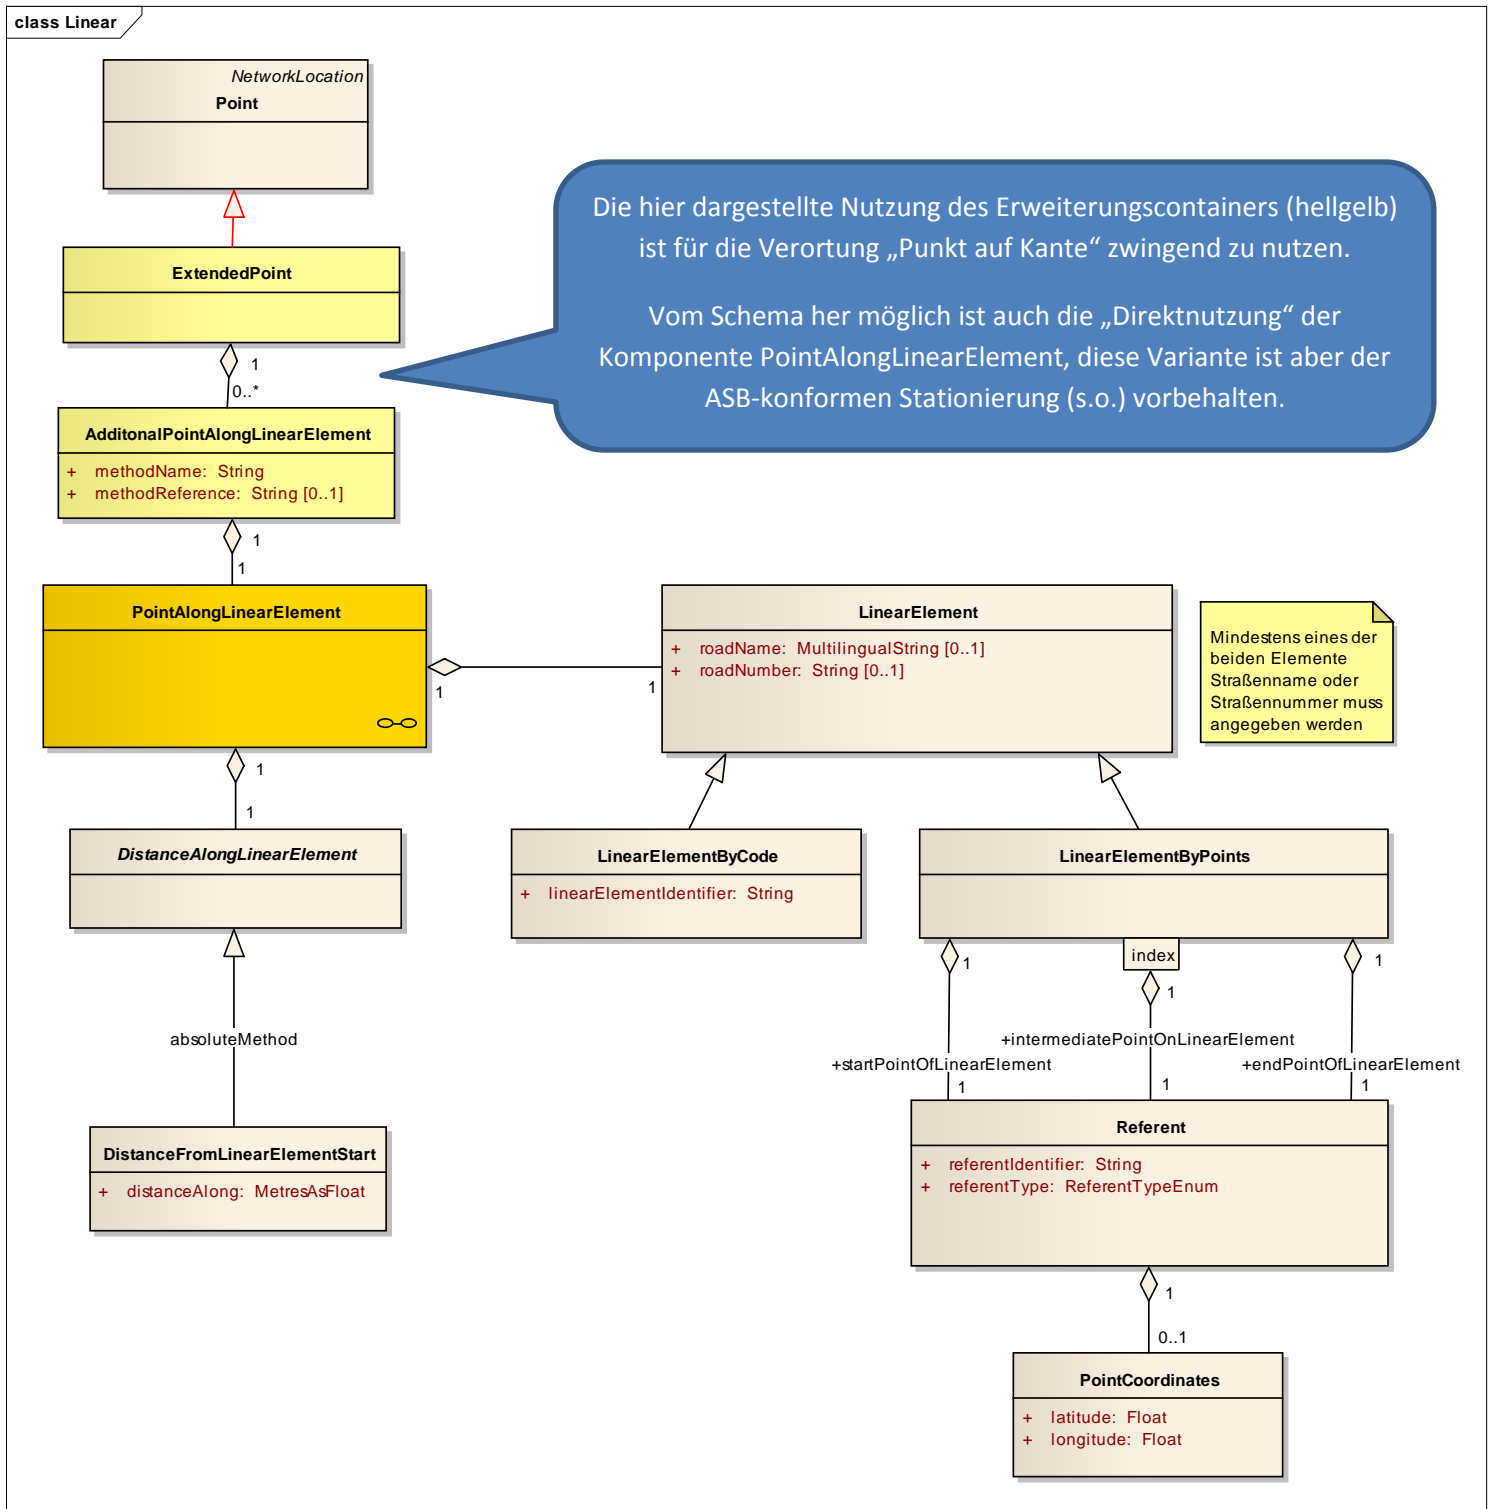 class Linear
NetworkLocation
Point
Die hier dargestellte Nutzung des Erweiterungscontainers (hellgelb)
ist für die Verortung „Punkt auf Kante“ zwingend zu nutzen.
Vom Schema her möglich ist auch die „Direktnutzung“ der
Komponente PointAlongLinearElement, diese Variante ist aber der
ASB-konformen Stationierung (s.o.) vorbehalten.
ExtendedPoint
1
0..*
AdditonalPointAlongLinearElement
+ methodName: String
+ methodReference: String [0..1]
1
1
PointAlongLinearElement
1
1
LinearElement
+ roadName: MultilingualString [0..1]
+ roadNumber: String [0..1]
Mindestens eines der
beiden Elemente
Straßenname oder
Straßennummer muss
angegeben werden
1
1
DistanceAlongLinearElement
LinearElementByCode
+ linearElementIdentifier: String
LinearElementByPoints
index
1
1
1
absoluteMethod
+intermediatePointOnLinearElement
+startPointOfLinearElement
+endPointOfLinearElement
1
1
1
DistanceFromLinearElementStart
+ distanceAlong: MetresAsFloat
Referent
+ referentIdentifier: String
+ referentType: ReferentTypeEnum
1
0..1
PointCoordinates
+ latitude: Float
+ longitude: Float